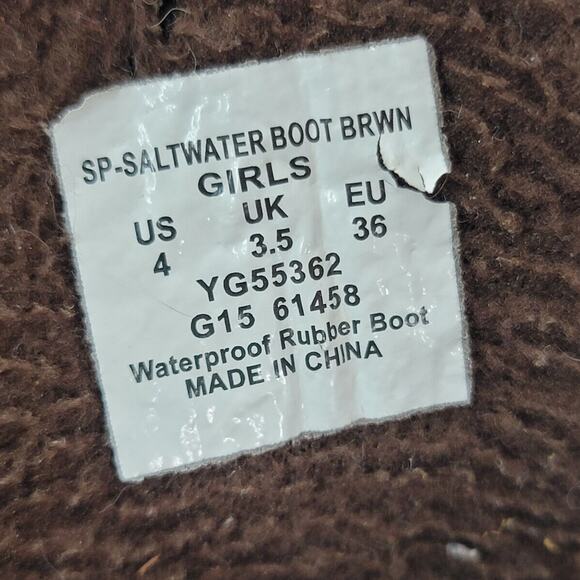 SP-SALTWATER BOOT BRWN
GIRLS
US UK EU
4 3.5 36
YG55362
G15 61458
Waterproof Rubber Boot
MADE IN CHINA